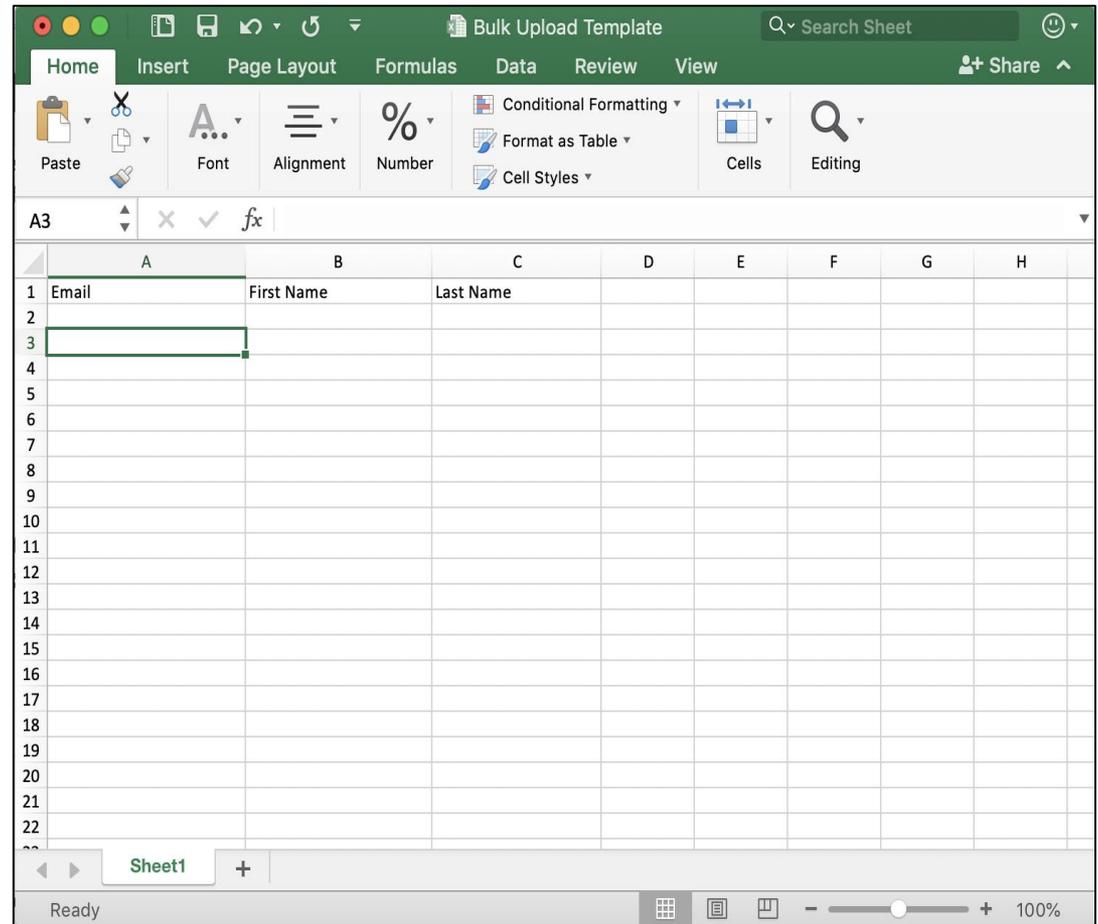 Bulk Upload Template
Search Sheet
Home Insert Page Layout Formulas Data Review View Share
Conditional Formatting
Format as Table
Cell Styles
Paste Font Alignment Number Cells Editing
A3 fx
A B C D E F G H
1 Email First Name Last Name
2
3
4
5
6
7
8
9
10
11
12
13
14
15
16
17
18
19
20
21
22
Sheet1 +
Ready 100%